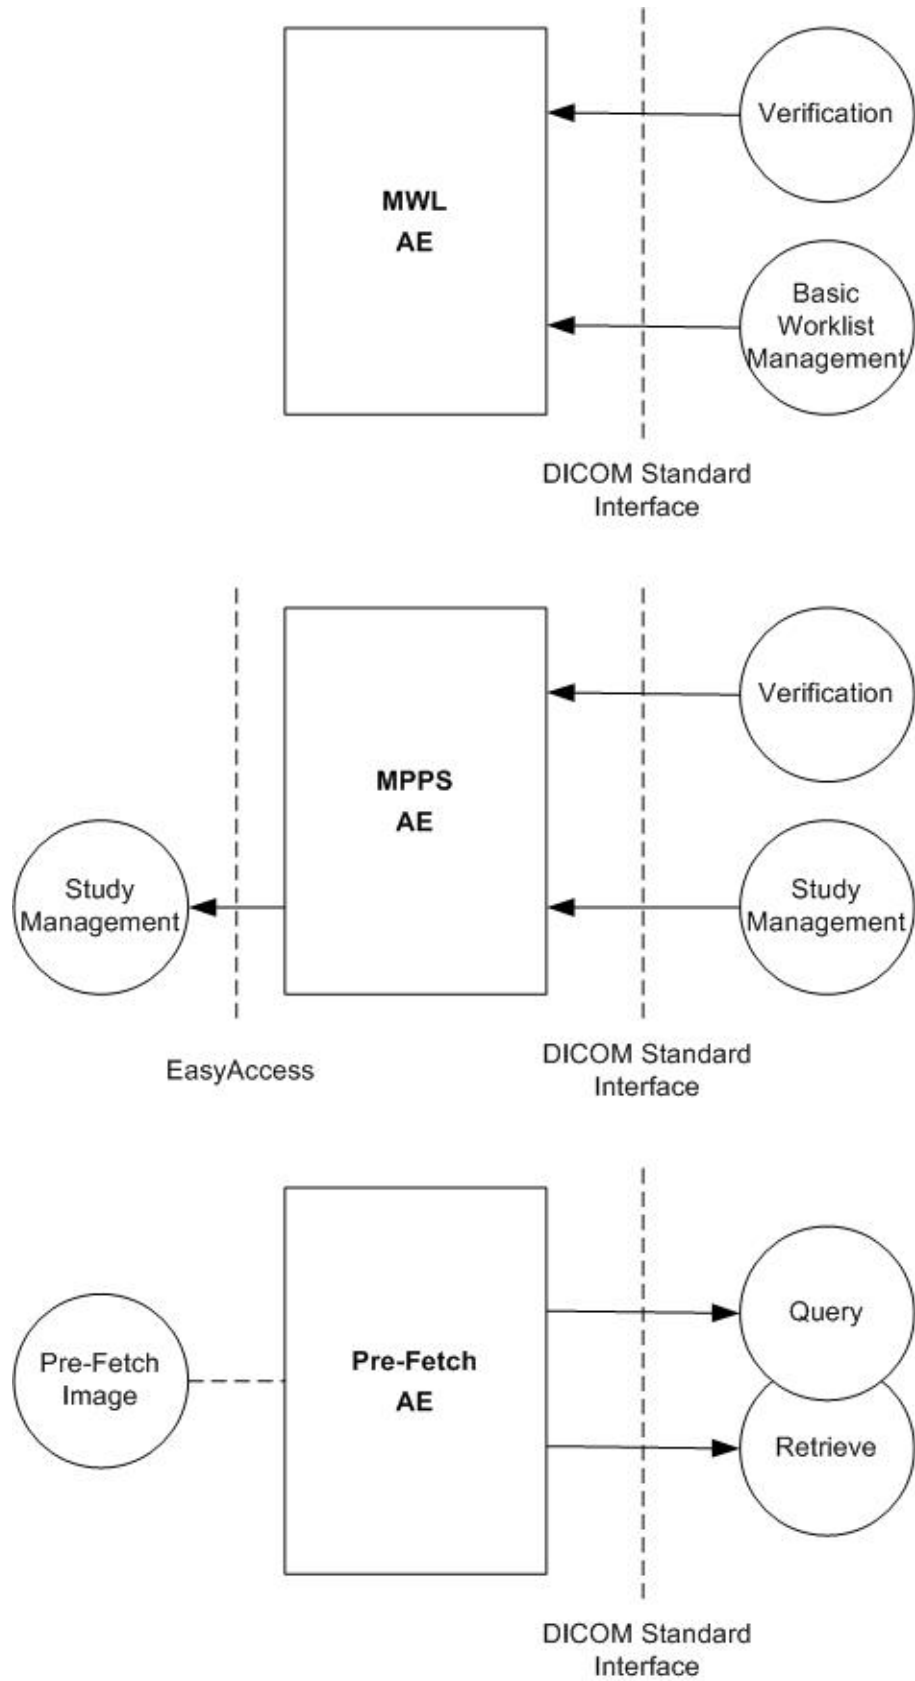 Verification
MWL
AE
Basic
Worklist
Management
DICOM Standard
Interface
Verification
MPPS
AE
Study
Management
Study
Management
EasyAccess
DICOM Standard
Interface
Query
Pre-Fetch
Image
Pre-Fetch
AE
Retrieve
DICOM Standard
Interface